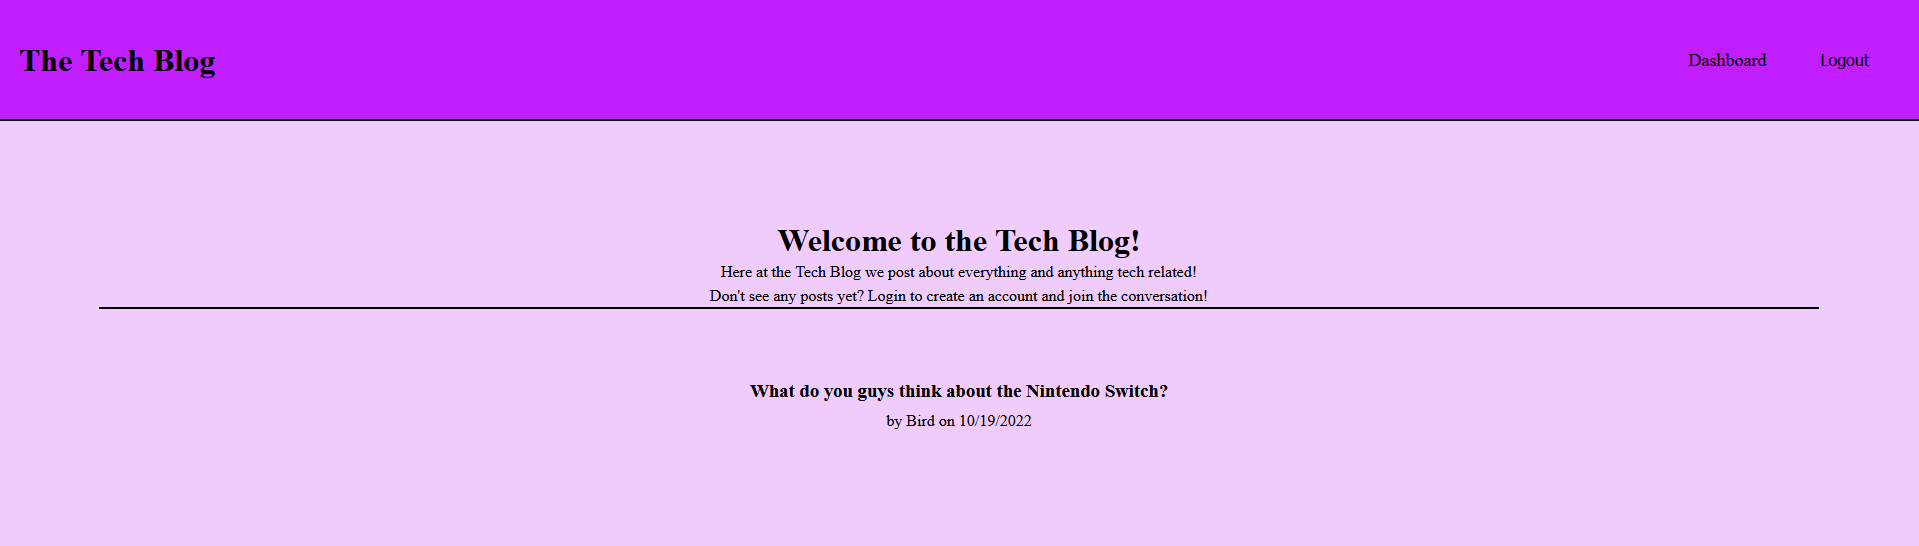 The Tech Blog
Dashboard
Logout
Welcome to the Tech Blog!
Here at the Tech Blog we post about everything and anything tech related!
Don't see any posts yet? Login to create an account and join the conversation!
What do you guys think about the Nintendo Switch?
by Bird on 10/19/2022